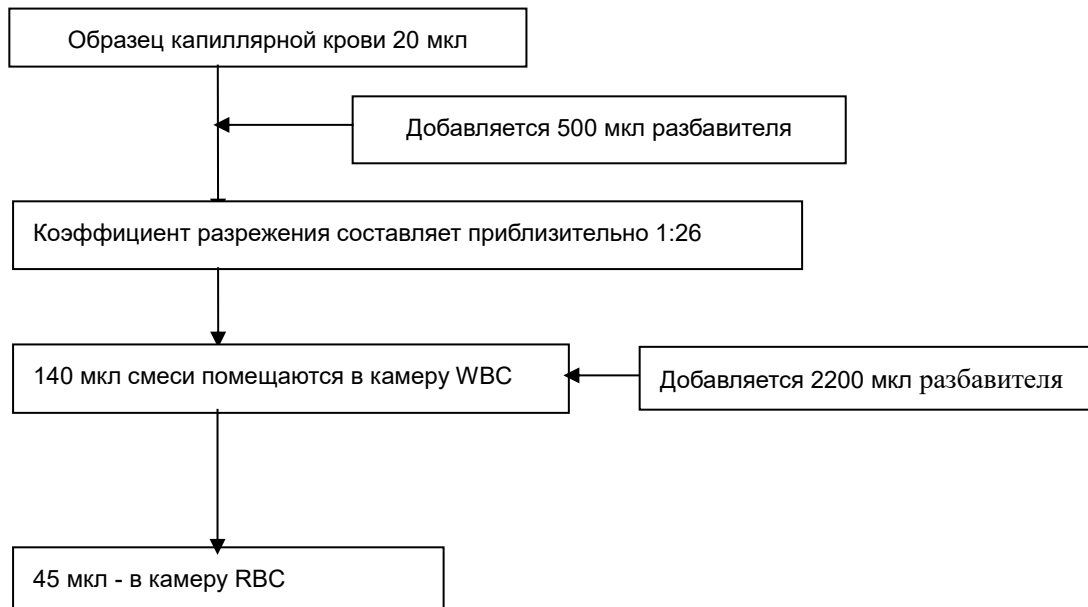 Образец капиллярной крови 20 мкл
Добавляется 500 мкл разбавителя
Коэффициент разрежения составляет приблизительно 1:26
140 мкл смеси помещаются в камеру WBC
Добавляется 2200 мкл разбавителя
45 мкл - в камеру RBC